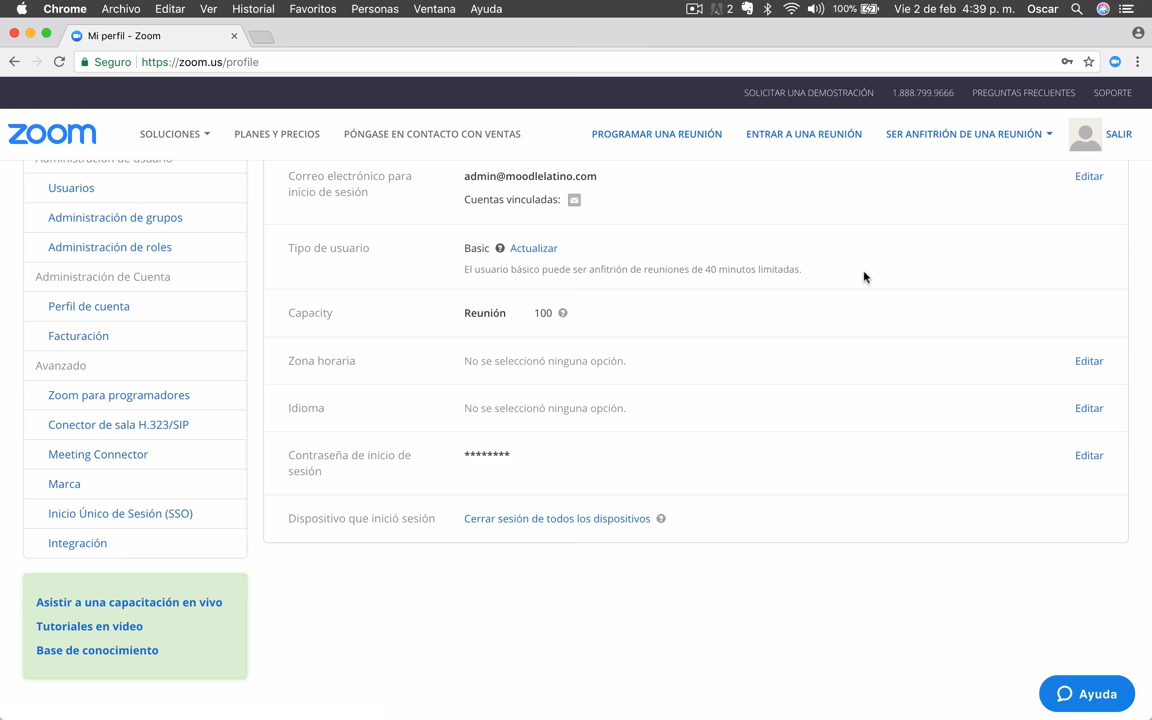 Chrome Archivo Editar Ver Historial Favoritos Personas Ventana Ayuda 2 100% Vie 2 de feb 4:39 p. m. Oscar
Mi perfil - Zoom
Seguro https://zoom.us/profile
SOLICITAR UNA DEMOSTRACIÓN 1.888.799.9666 PREGUNTAS FRECUENTES SOPORTE
zoom SOLUCIONES PLANES Y PRECIOS PÓNGASE EN CONTACTO CON VENTAS PROGRAMAR UNA REUNIÓN ENTRAR A UNA REUNIÓN SER ANFITRIÓN DE UNA REUNIÓN SALIR
Administración de usuario
Usuarios
Administración de grupos
Administración de roles
Administración de Cuenta
Perfil de cuenta
Facturación
Avanzado
Zoom para programadores
Conector de sala H.323/SIP
Meeting Connector
Marca
Inicio Único de Sesión (SSO)
Integración
Asistir a una capacitación en vivo
Tutoriales en video
Base de conocimiento
Correo electrónico para
inicio de sesión
admin@moodlelatino.com
Editar
Cuentas vinculadas:
Tipo de usuario
Basic ? Actualizar
El usuario básico puede ser anfitrión de reuniones de 40 minutos limitadas.
Capacity
Reunión 100 ?
Zona horaria
No se seleccionó ninguna opción.
Editar
Idioma
No se seleccionó ninguna opción.
Editar
Contraseña de inicio de
sesión
********
Editar
Dispositivo que inició sesión
Cerrar sesión de todos los dispositivos ?
Ayuda